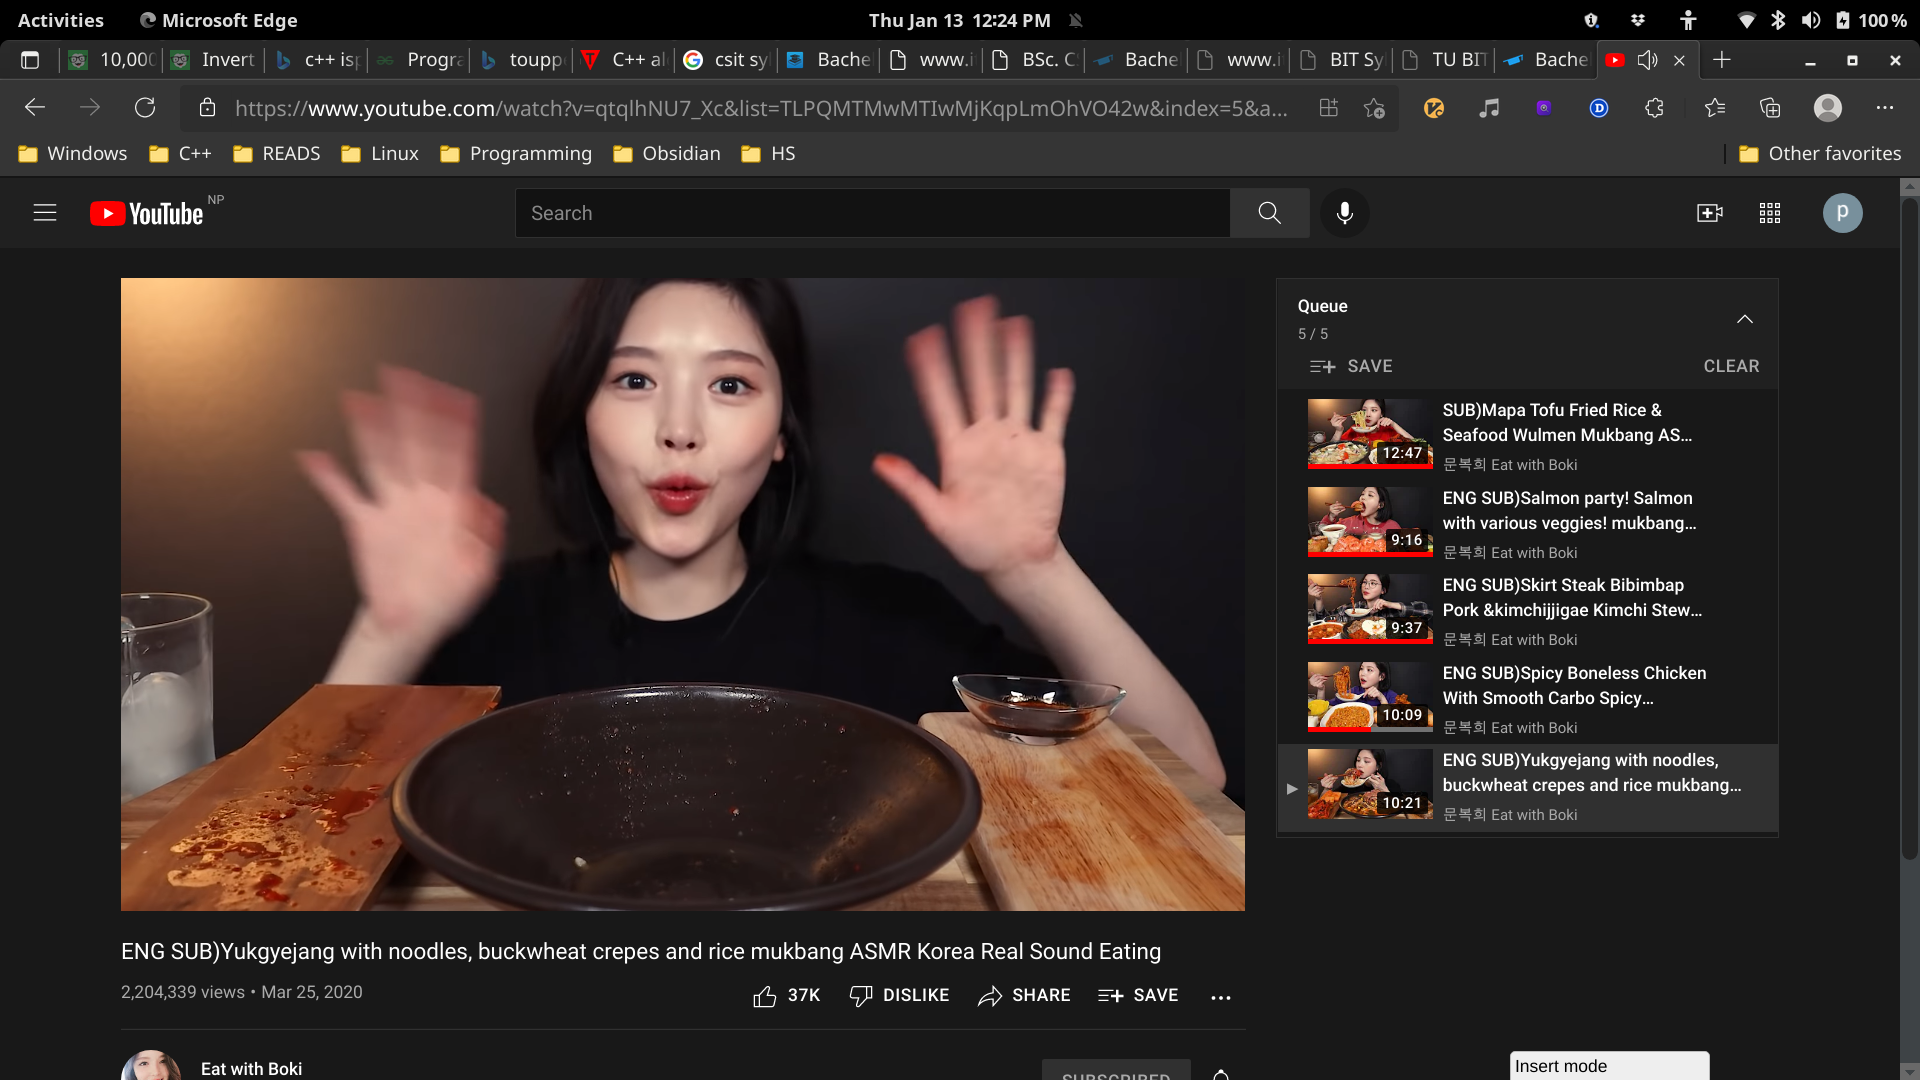 Activities
Microsoft Edge
Thu Jan 13 12:24 PM
100 %
10,000
Invert
c++ isp
Progra
toupp
C++ al
csit sy
Bache
www.i
BSc. C
Bache
www.i
BIT Sy
TU BIT
Bache
https://www.youtube.com/watch?v=qtqlhNU7_Xc&list=TLPQMTMwMTIwMjKqpLmOhVO42w&index=5&a...
Windows
C++
READS
Linux
Programming
Obsidian
HS
Other favorites
YouTube NP
Search
p
Queue
5 / 5
SAVE
CLEAR
12:47
SUB)Mapa Tofu Fried Rice &
Seafood Wulmen Mukbang AS...
문복희 Eat with Boki
9:16
ENG SUB)Salmon party! Salmon
with various veggies! mukbang...
문복희 Eat with Boki
9:37
ENG SUB)Skirt Steak Bibimbap
Pork &kimchijjigae Kimchi Stew...
문복희 Eat with Boki
10:09
ENG SUB)Spicy Boneless Chicken
With Smooth Carbo Spicy...
문복희 Eat with Boki
10:21
ENG SUB)Yukgyejang with noodles,
buckwheat crepes and rice mukbang...
문복희 Eat with Boki
ENG SUB)Yukgyejang with noodles, buckwheat crepes and rice mukbang ASMR Korea Real Sound Eating
2,204,339 views • Mar 25, 2020
37K
DISLIKE
SHARE
SAVE
Eat with Boki
SUBSCRIBED
Insert mode